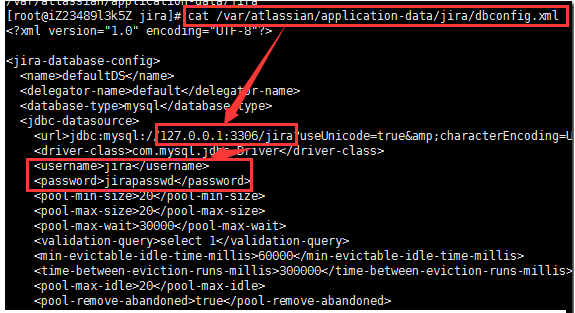 /var/atlassian/application-data/jira
[root@iZ23489l3k5Z jira]# cat /var/atlassian/application-data/jira/dbconfig.xml
<?xml version="1.0" encoding="UTF-8"?>
<jira-database-config>
<name>defaultDS</name>
<delegator-name>default</delegator-name>
<database-type>mysql</database-type>
<jdbc-datasource>
<url>jdbc:mysql://127.0.0.1:3306/jira?useUnicode=true&amp;characterEncoding=U
<driver-class>com.mysql.jdbc.Driver</driver-class>
<username>jira</username>
<password>jirapasswd</password>
<pool-min-size>20</pool-min-size>
<pool-max-size>20</pool-max-size>
<pool-max-wait>30000</pool-max-wait>
<validation-query>select 1</validation-query>
<min-evictable-idle-time-millis>60000</min-evictable-idle-time-millis>
<time-between-eviction-runs-millis>300000</time-between-eviction-runs-millis>
<pool-max-idle>20</pool-max-idle>
<pool-remove-abandoned>true</pool-remove-abandoned>